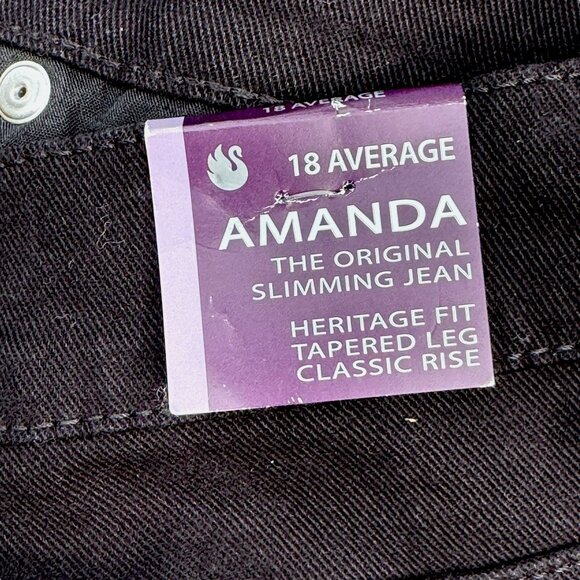 18 AVERAGE
18 AVERAGE
AMANDA
THE ORIGINAL
SLIMMING JEAN
HERITAGE FIT
TAPERED LEG
CLASSIC RISE